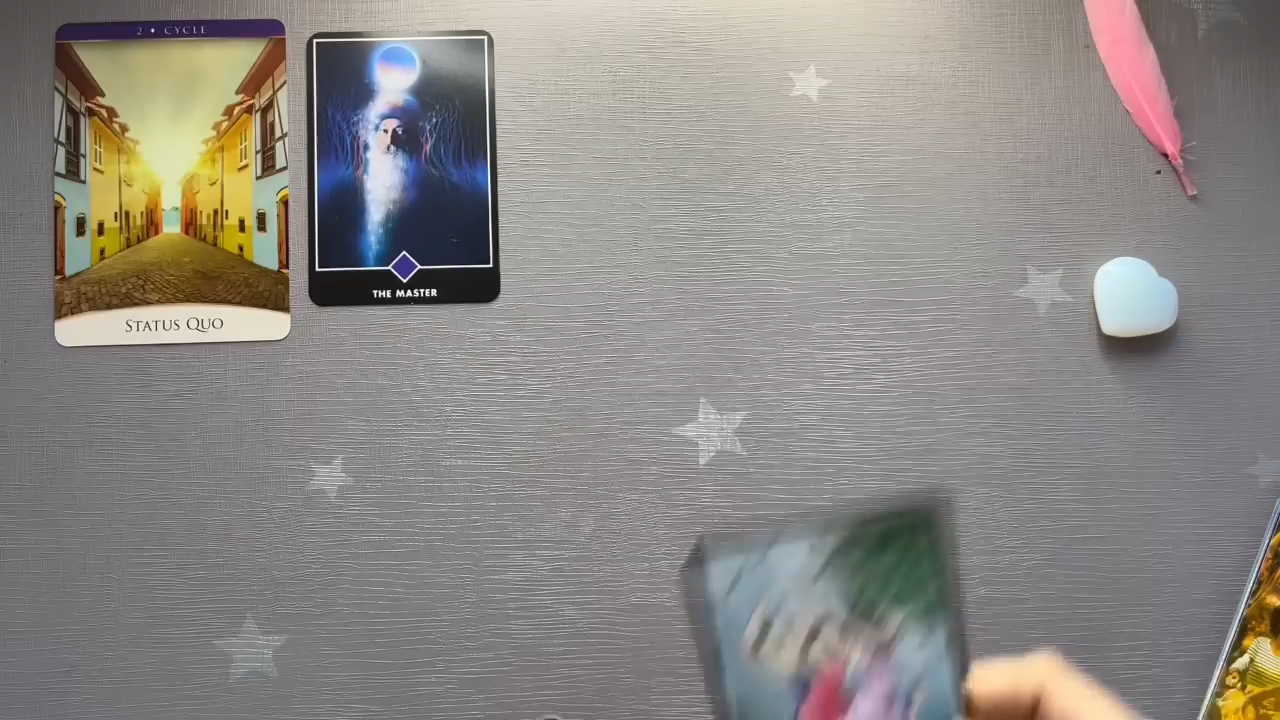 2 • CYCLE
STATUS QUO
THE MASTER